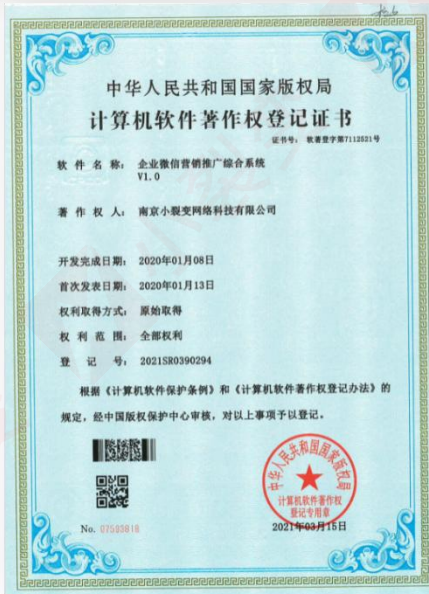 中华人民共和国国家版权局
计算机软件著作权登记证书
证书号: 软著登字第7112521号
软件名称: 企业微信营销推广综合系统
V1.0
著作权人: 南京小裂变网络科技有限公司
开发完成日期: 2020年01月08日
首次发表日期: 2020年01月13日
权利取得方式: 原始取得
权利范围: 全部权利
登记号: 2021SR0390294
根据《计算机软件保护条例》和《计算机软件著作权登记办法》的
规定,经中国版权保护中心审核,对以上事项予以登记。
中华人民共和国国家版权局
计算机软件著作权
登记专用章
No. 07503618
2021年03月15日